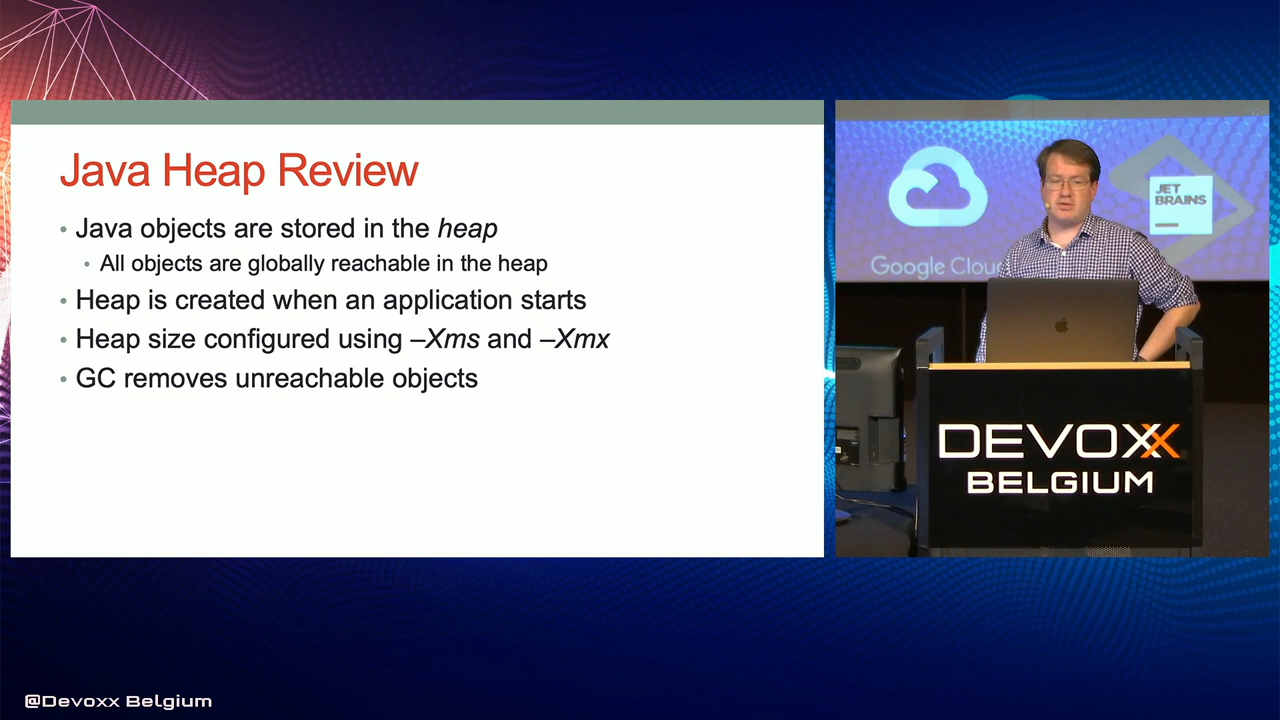 Java Heap Review
• Java objects are stored in the heap
• All objects are globally reachable in the heap
• Heap is created when an application starts
• Heap size configured using –Xms and –Xmx
• GC removes unreachable objects
Google Clou
JET
BRAINS
DEVOXX
BELGIUM
@Devoxx Belgium